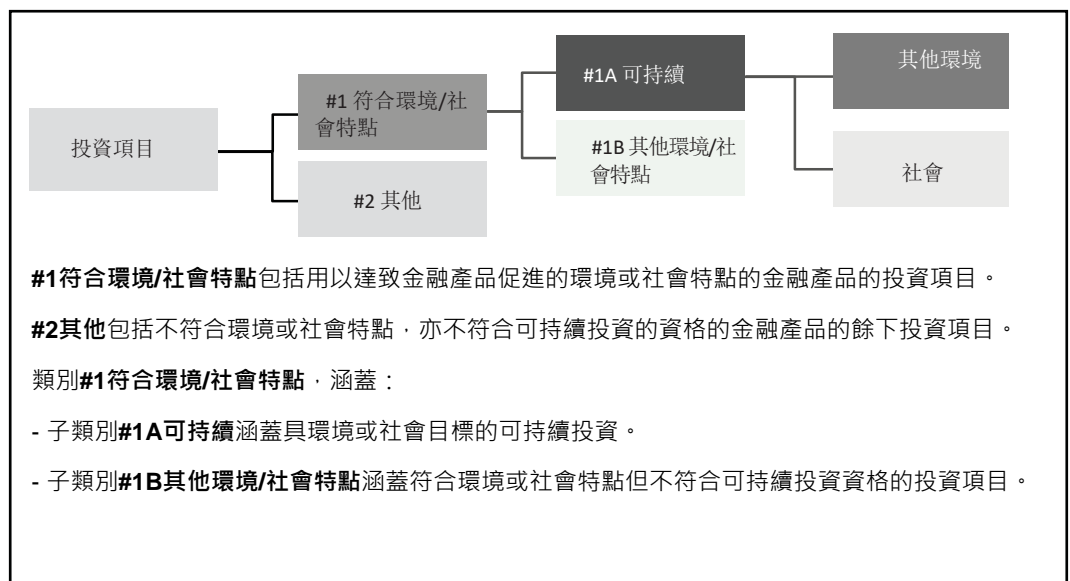 投資項目
#1 符合環境/社
會特點
#2 其他
#1A 可持續
#1B 其他環境/社
會特點
其他環境
社會
#1符合環境/社會特點包括用以達致金融產品促進的環境或社會特點的金融產品的投資項目。
#2其他包括不符合環境或社會特點，亦不符合可持續投資的資格的金融產品的餘下投資項目。
類別#1符合環境/社會特點，涵蓋：
- 子類別#1A可持續涵蓋具環境或社會目標的可持續投資。
- 子類別#1B其他環境/社會特點涵蓋符合環境或社會特點但不符合可持續投資資格的投資項目。